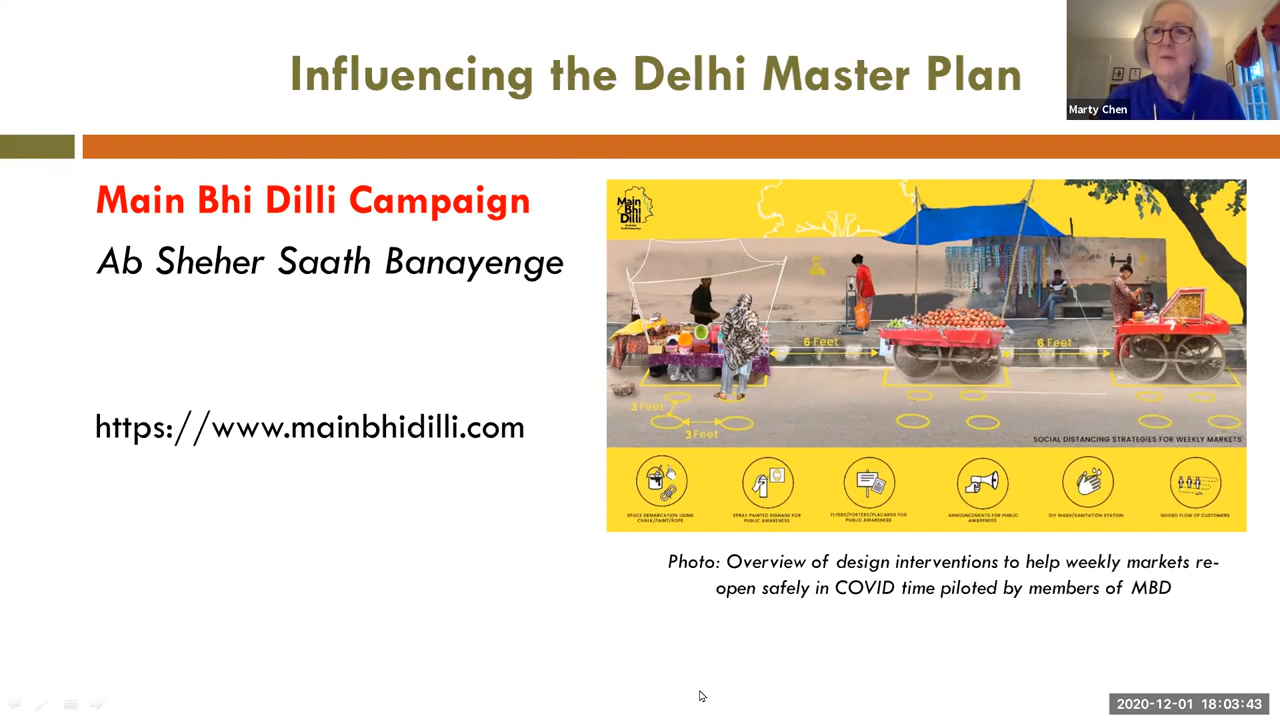 Influencing the Delhi Master Plan
Marty Chen
Main Bhi Dilli Campaign
Ab Sheher Saath Banayenge
https://www.mainbhidilli.com
Main
Bhi
Dilli
6 Feet
6 Feet
3 Feet
3 Feet
SOCIAL DISTANCING STRATEGIES FOR WEEKLY MARKETS
SPACE DEMARCATION USING
CHALK/PAINT/ROPE
SPRAY PAINTED SIGNAGE FOR
PUBLIC AWARENESS
FLYERS/POSTERS/PLACARDS FOR
PUBLIC AWARENESS
ANNOUNCEMENTS FOR PUBLIC
AWARENESS
DIY WASH/SANITATION STATION
GUIDED FLOW OF CUSTOMERS
Photo: Overview of design interventions to help weekly markets re-
open safely in COVID time piloted by members of MBD
2020-12-01 18:03:43